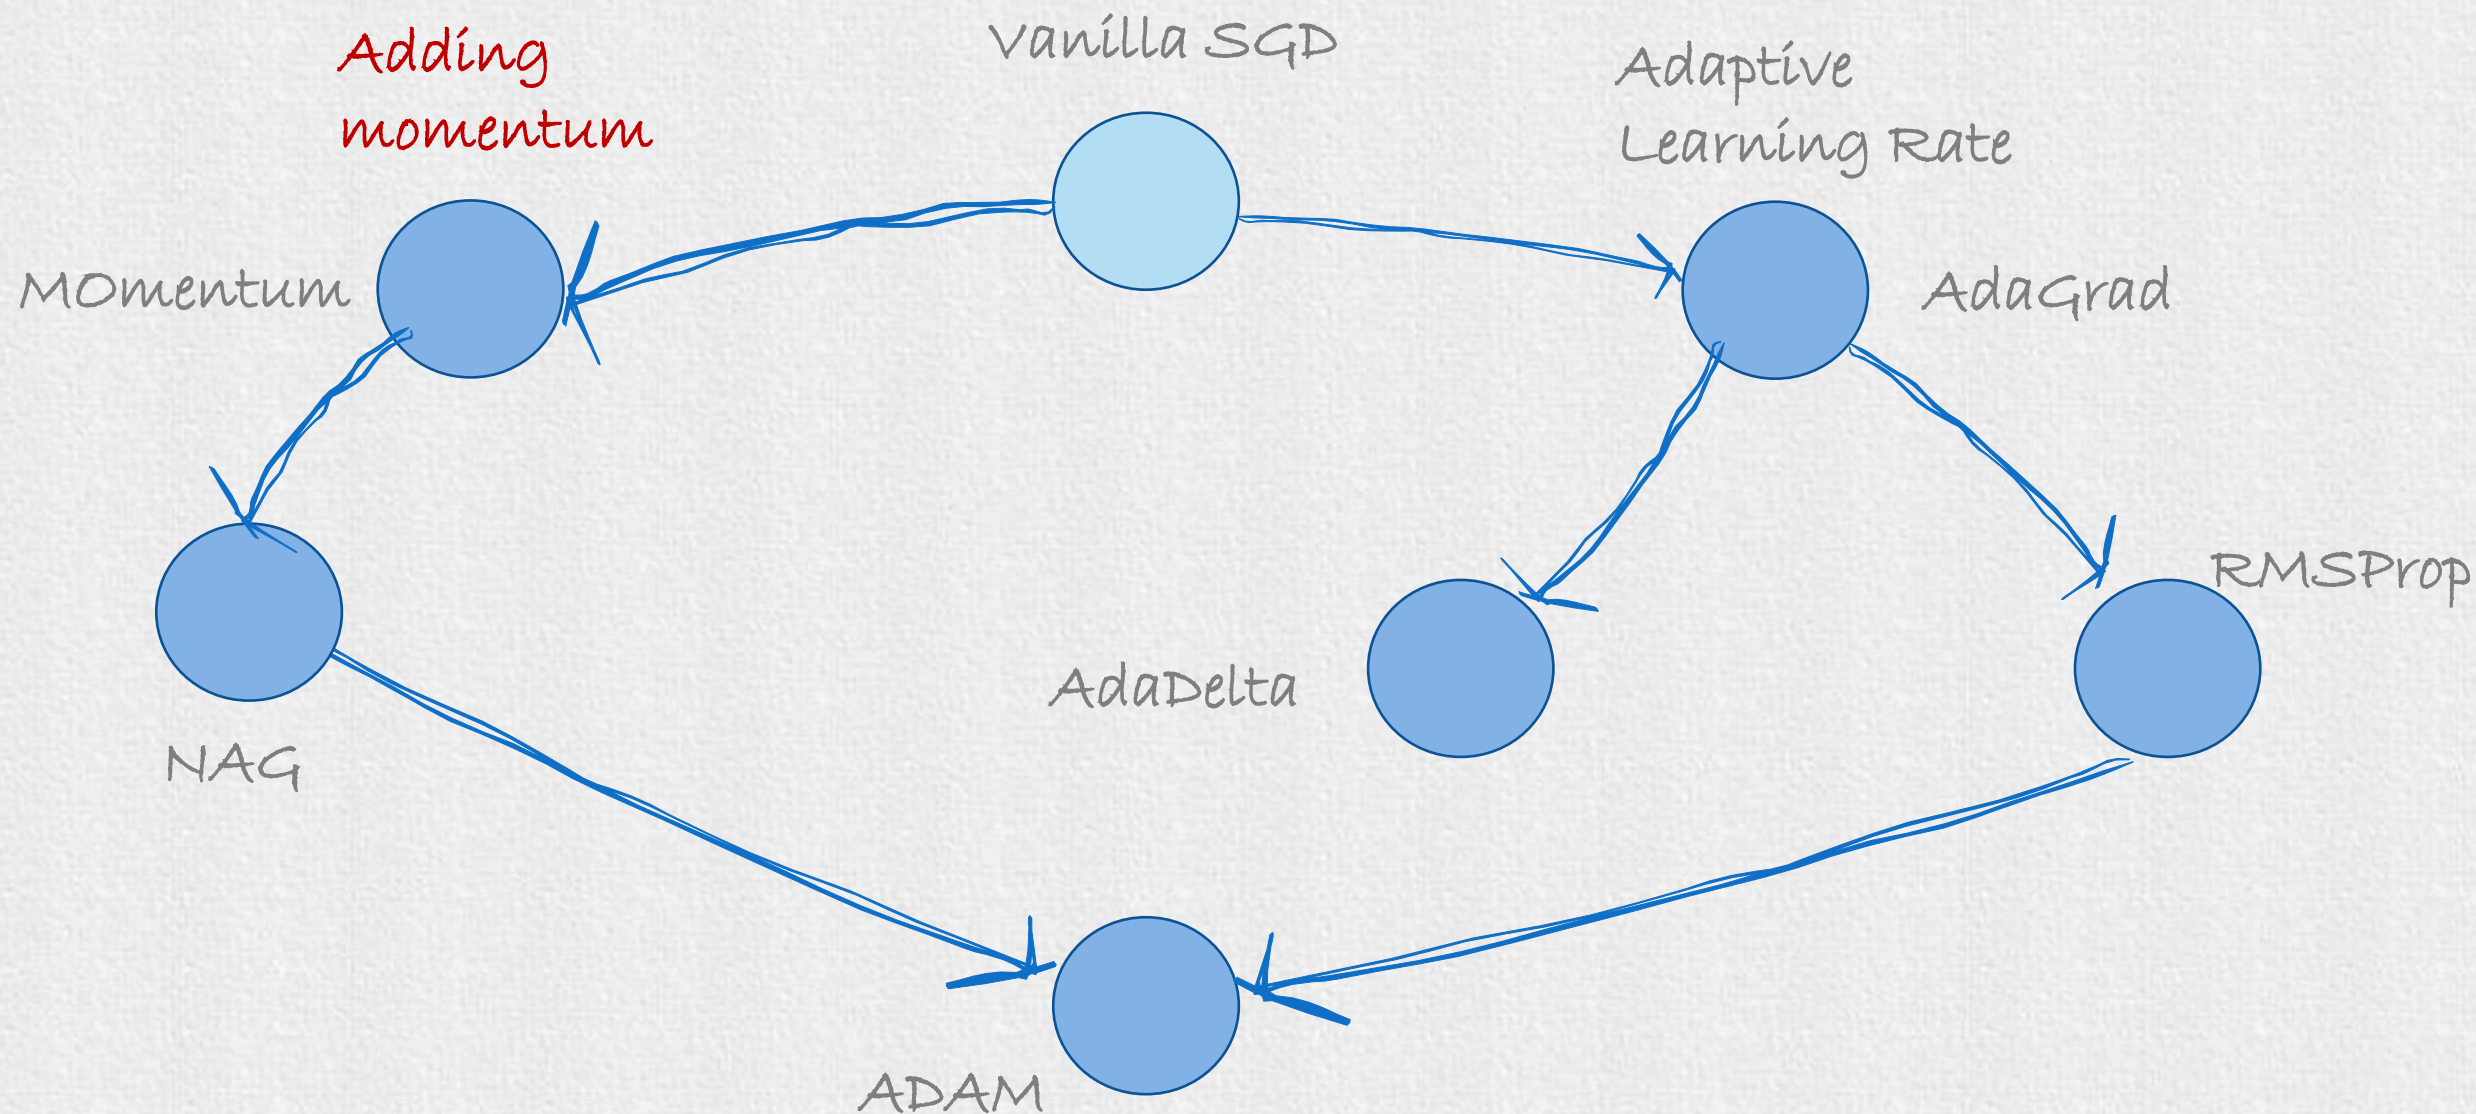 Adding
momentum
Vanilla SGD
Adaptive
Learning Rate
MOmentum
AdaGrad
RMSProp
AdaDelta
NAG
ADAM